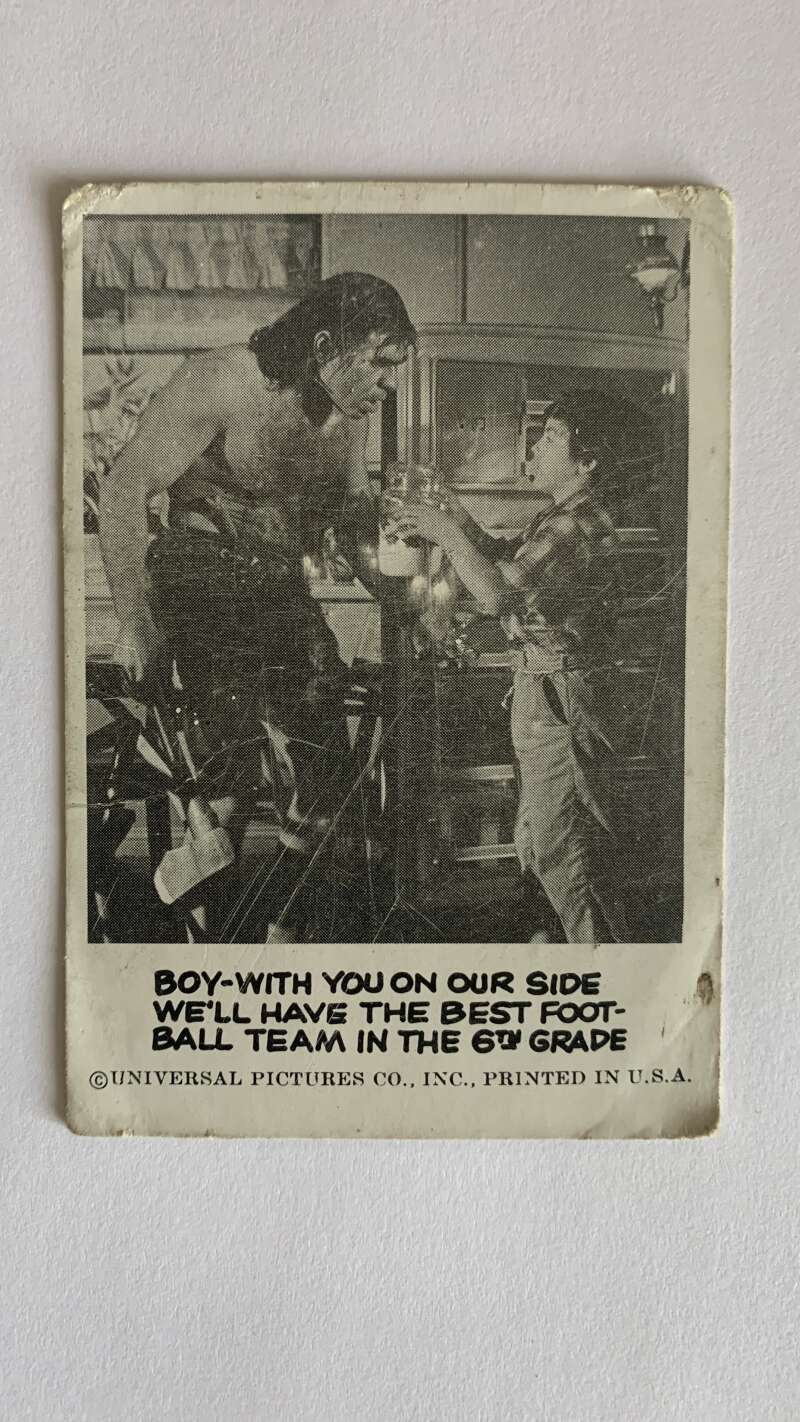 BOY-WITH YOU ON OUR SIDE
WE'LL HAVE THE BEST FOOT-
BALL TEAM IN THE 6TH GRADE
©UNIVERSAL PICTURES CO., INC., PRINTED IN U.S.A.